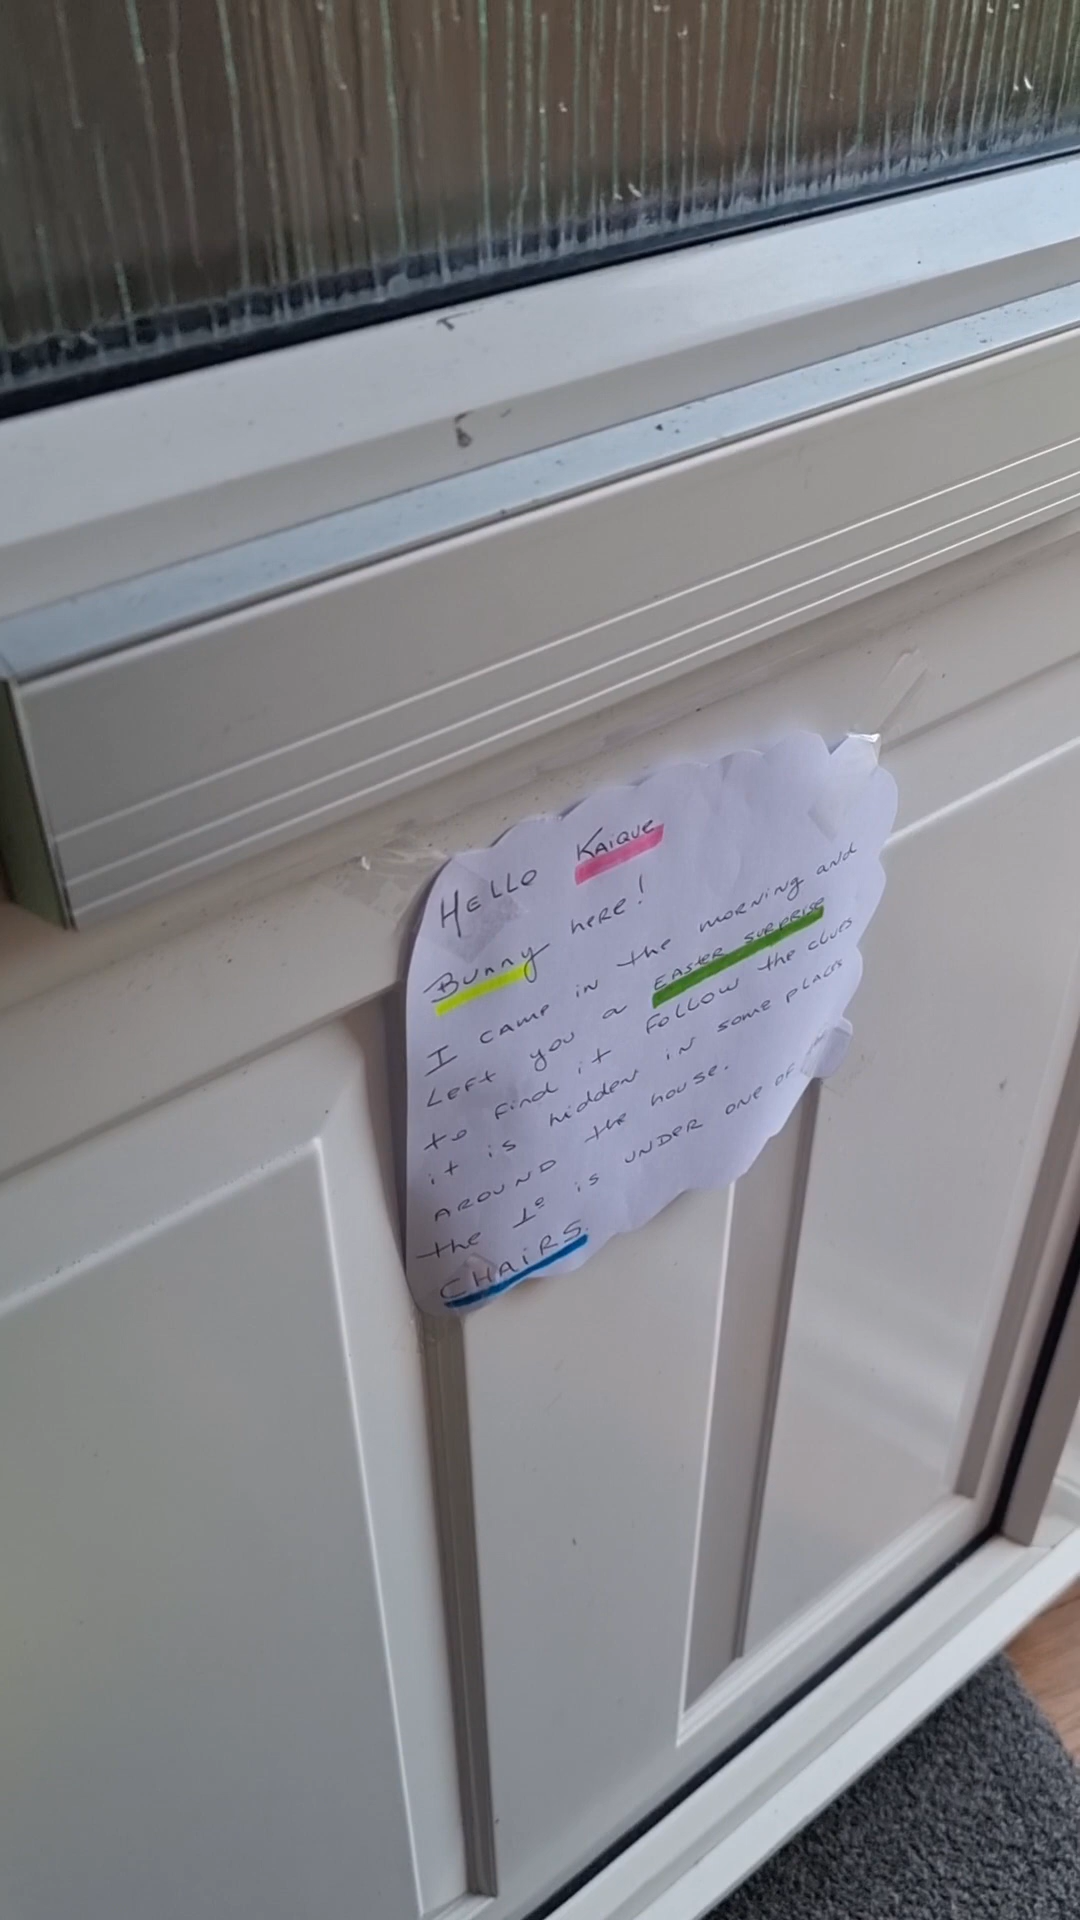 HELLO KAIQUE
Bunny here!
I came in the morning and
Left you a EASTER SURPRISE
to find it Follow the clues
it is hidden in some places
AROUND the house.
the 1º is UNDER one of
CHAIRS.